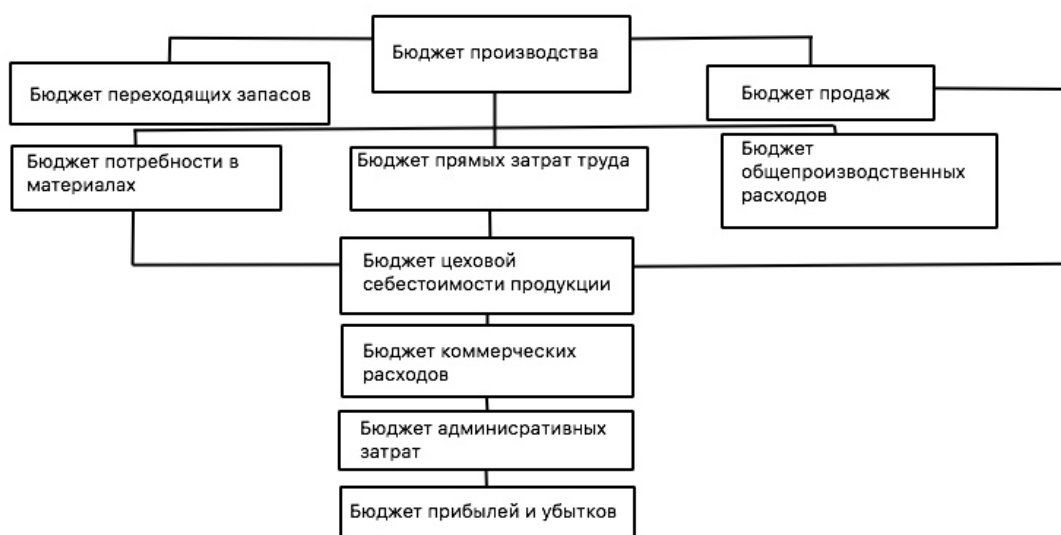 Бюджет производства
Бюджет переходящих запасов
Бюджет продаж
Бюджет потребности в
материалах
Бюджет прямых затрат труда
Бюджет
общепроизводственных
расходов
Бюджет цеховой
себестоимости продукции
Бюджет коммерческих
расходов
Бюджет админисративных
затрат
Бюджет прибылей и убытков